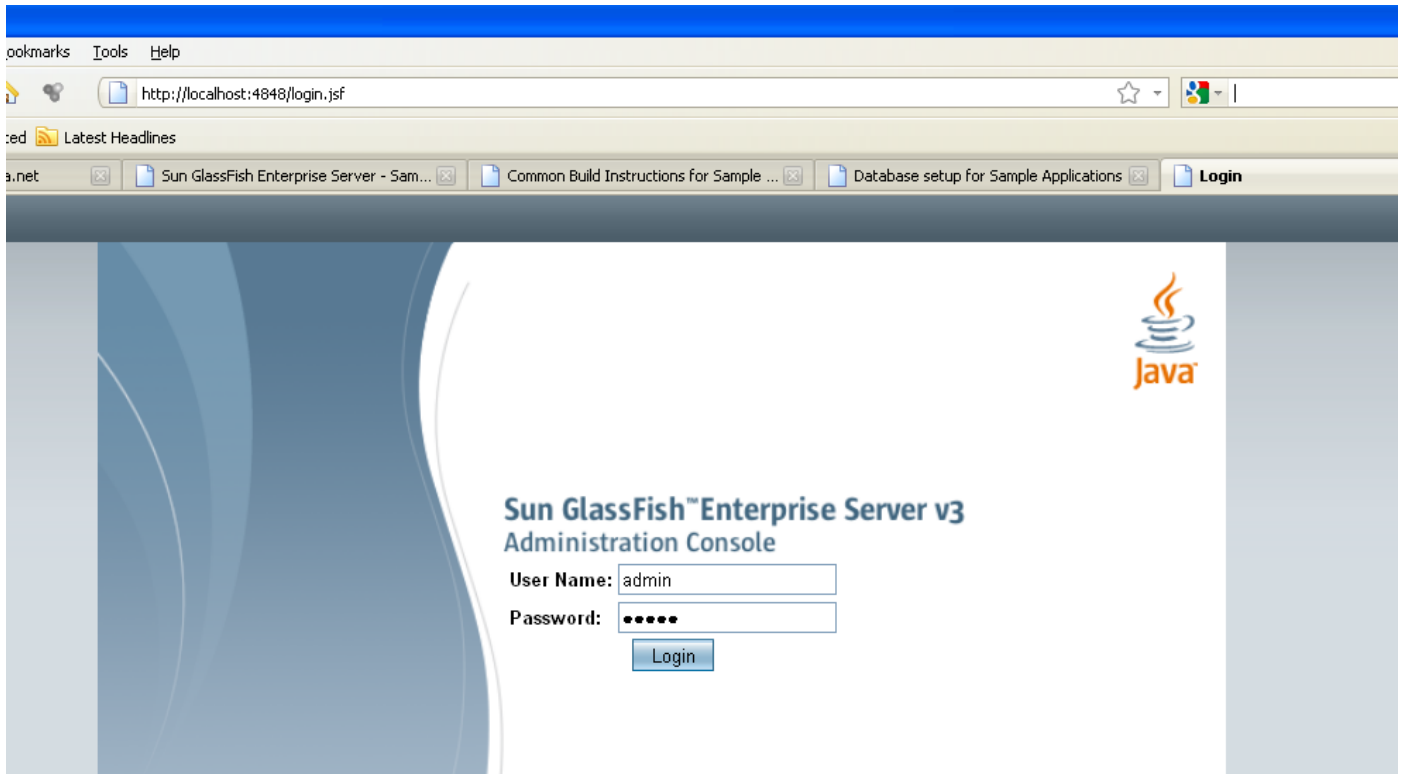 ookmarks Tools Help
http://localhost:4848/login.jsf
ted Latest Headlines
a.net Sun GlassFish Enterprise Server - Sam... Common Build Instructions for Sample ... Database setup for Sample Applications Login
Java
Sun GlassFish™ Enterprise Server v3
Administration Console
User Name: admin
Password: •••••
Login